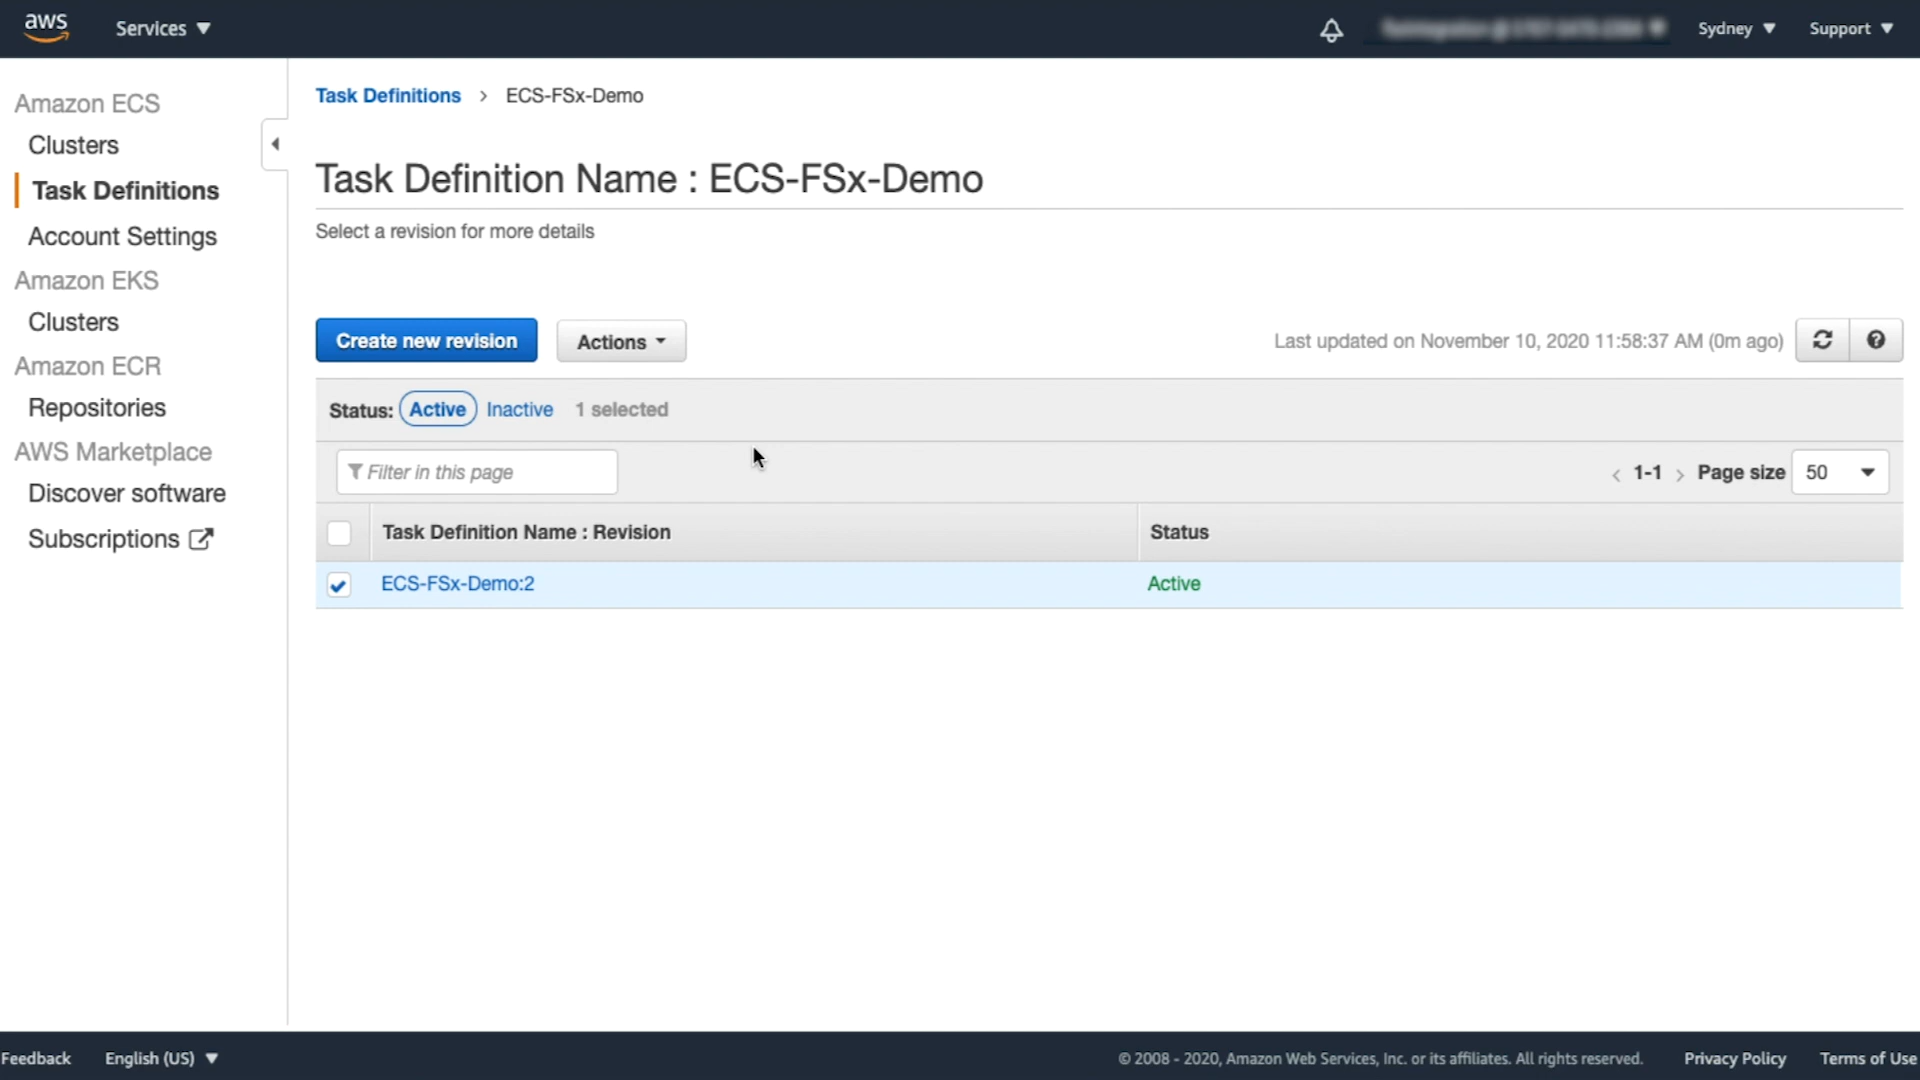 aws Services Sydney Support
Amazon ECS
Clusters
Task Definitions
Account Settings
Amazon EKS
Clusters
Amazon ECR
Repositories
AWS Marketplace
Discover software
Subscriptions
Task Definitions > ECS-FSx-Demo
Task Definition Name : ECS-FSx-Demo
Select a revision for more details
Create new revision Actions Last updated on November 10, 2020 11:58:37 AM (0m ago)
Status: Active Inactive 1 selected
Filter in this page < 1-1 > Page size 50
Task Definition Name : Revision Status
ECS-FSx-Demo:2 Active
Feedback English (US) © 2008 - 2020, Amazon Web Services, Inc. or its affiliates. All rights reserved. Privacy Policy Terms of Use